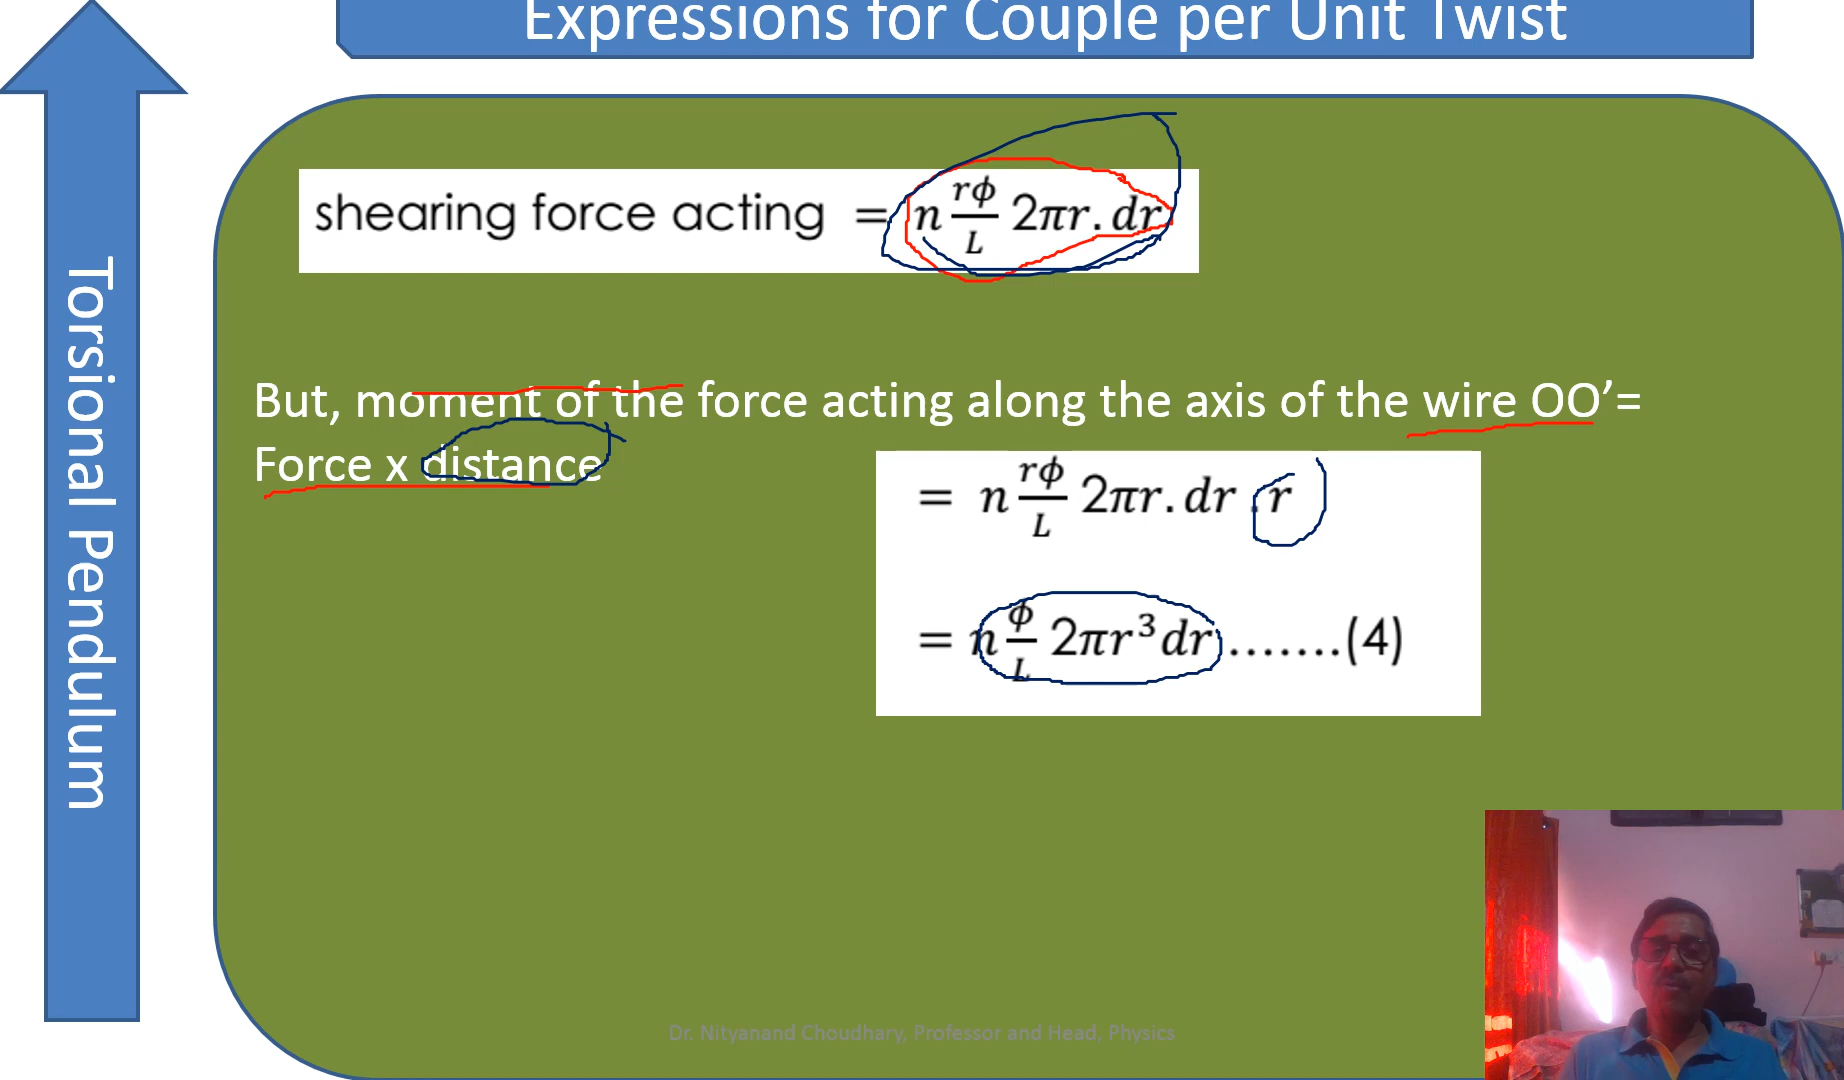 Expressions for Couple per Unit Twist
Torsional Pendulum
shearing force acting = n rϕ/L 2πr. dr
But, moment of the force acting along the axis of the wire OO’=
Force x distance
= n rϕ/L 2πr. dr .r
= n ϕ/L 2πr³dr.......(4)
Dr. Nityanand Choudhary, Professor and Head, Physics